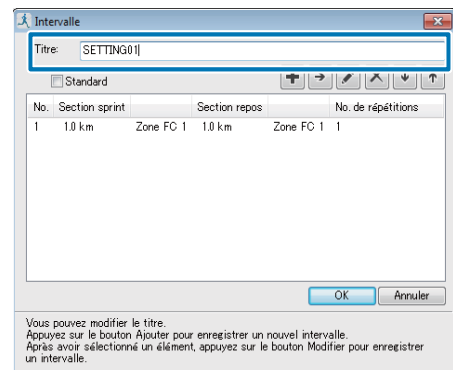 Intervalle
Titre: SETTING01
Standard
No. Section sprint Section repos No. de répétitions
1 1.0 km Zone FC 1 1.0 km Zone FC 1 1
OK Annuler
Vous pouvez modifier le titre.
Appuyez sur le bouton Ajouter pour enregistrer un nouvel intervalle.
Après avoir sélectionné un élément, appuyez sur le bouton Modifier pour enregistrer
un intervalle.